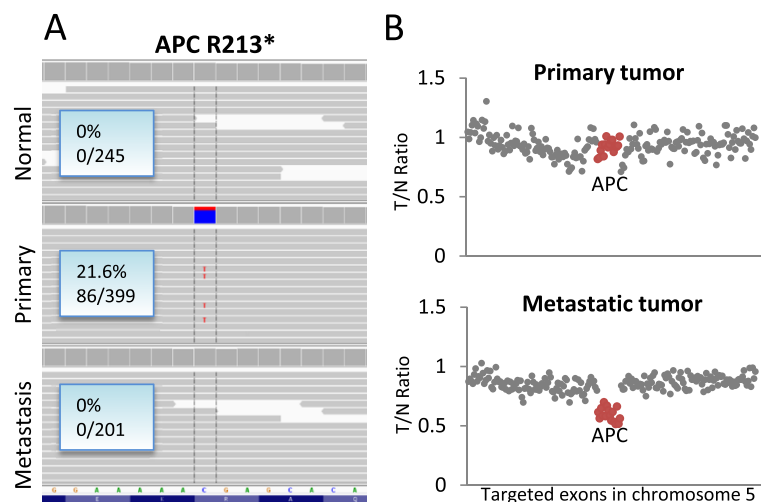 A
APC R213*
Normal
0%
0/245
Primary
21.6%
86/399
Metastasis
0%
0/201
G G A A A A A C G A G C A C A
E K R A Q
B
Primary tumor
T/N Ratio
1.5
1
0.5
0
APC
Metastatic tumor
T/N Ratio
1.5
1
0.5
0
APC
Targeted exons in chromosome 5